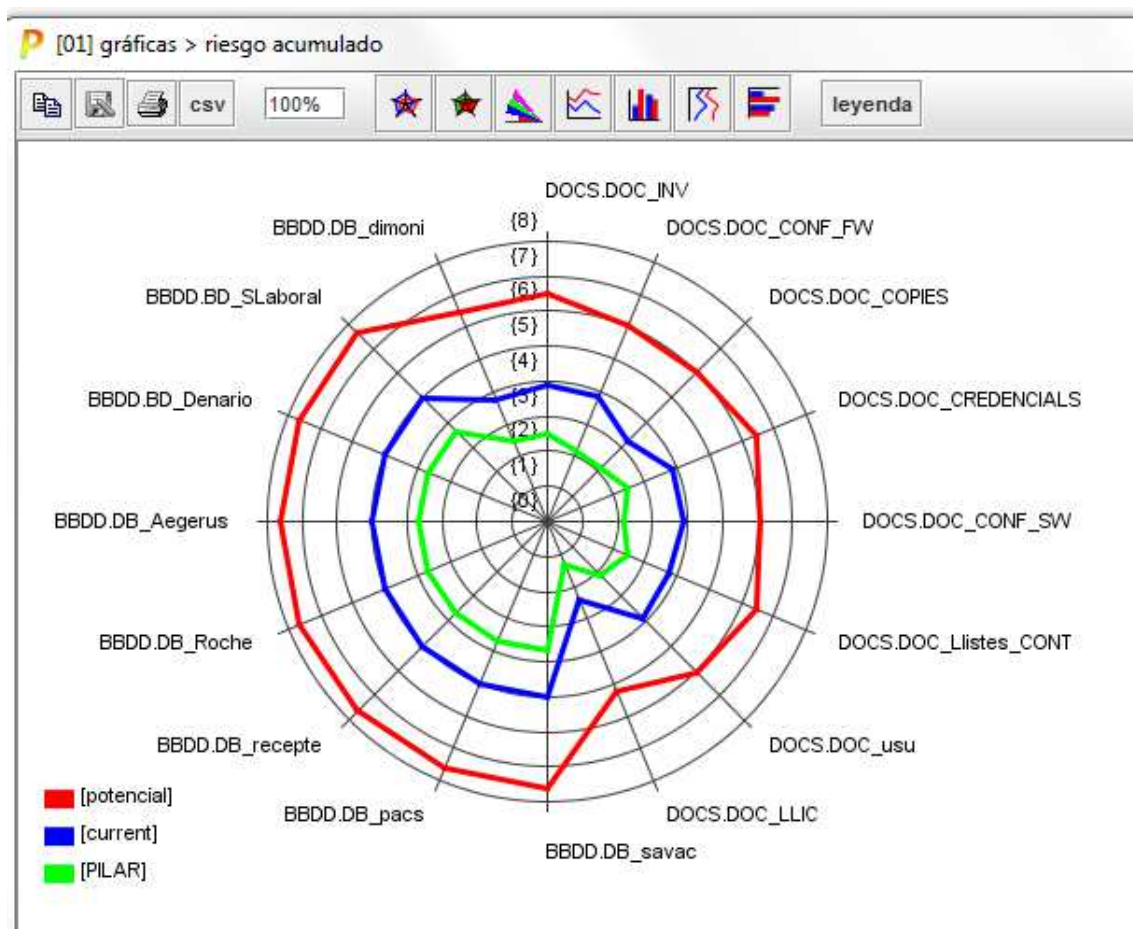 P [01] gráficas > riesgo acumulado
csv 100% leyenda
DOCS.DOC_INV
DOCS.DOC_CONF_FW
DOCS.DOC_COPIES
DOCS.DOC_CREDENCIALS
DOCS.DOC_CONF_SW
DOCS.DOC_Llistes_CONT
DOCS.DOC_usu
DOCS.DOC_LLIC
BBDD.DB_savac
BBDD.DB_pacs
BBDD.DB_recepte
BBDD.DB_Roche
BBDD.DB_Aegerus
BBDD.BD_Denario
BBDD.BD_SLaboral
BBDD.DB_dimoni
{8}
{7}
{6}
{5}
{4}
{3}
{2}
{1}
{0}
[potencial]
[current]
[PILAR]